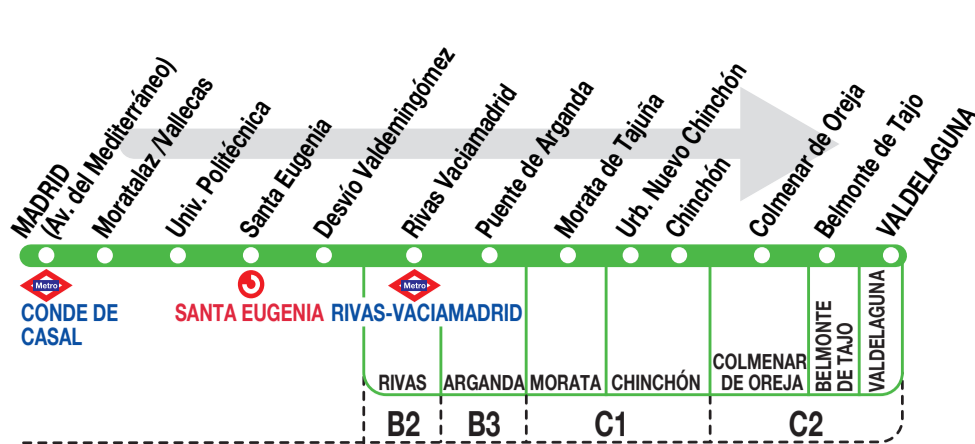 MADRID
(Av. del Mediterráneo)
Moratalaz /Vallecas
Univ. Politécnica
Santa Eugenia
Desvío Valdemingómez
Rivas Vaciamadrid
Puente de Arganda
Morata de Tajuña
Urb. Nuevo Chinchón
Chinchón
Colmenar de Oreja
Belmonte de Tajo
VALDELAGUNA
Metro
Metro
CONDE DE
CASAL
SANTA EUGENIA
RIVAS-VACIAMADRID
RIVAS
ARGANDA
MORATA
CHINCHÓN
COLMENAR
DE OREJA
BELMONTE
DE TAJO
VALDELAGUNA
B2
B3
C1
C2